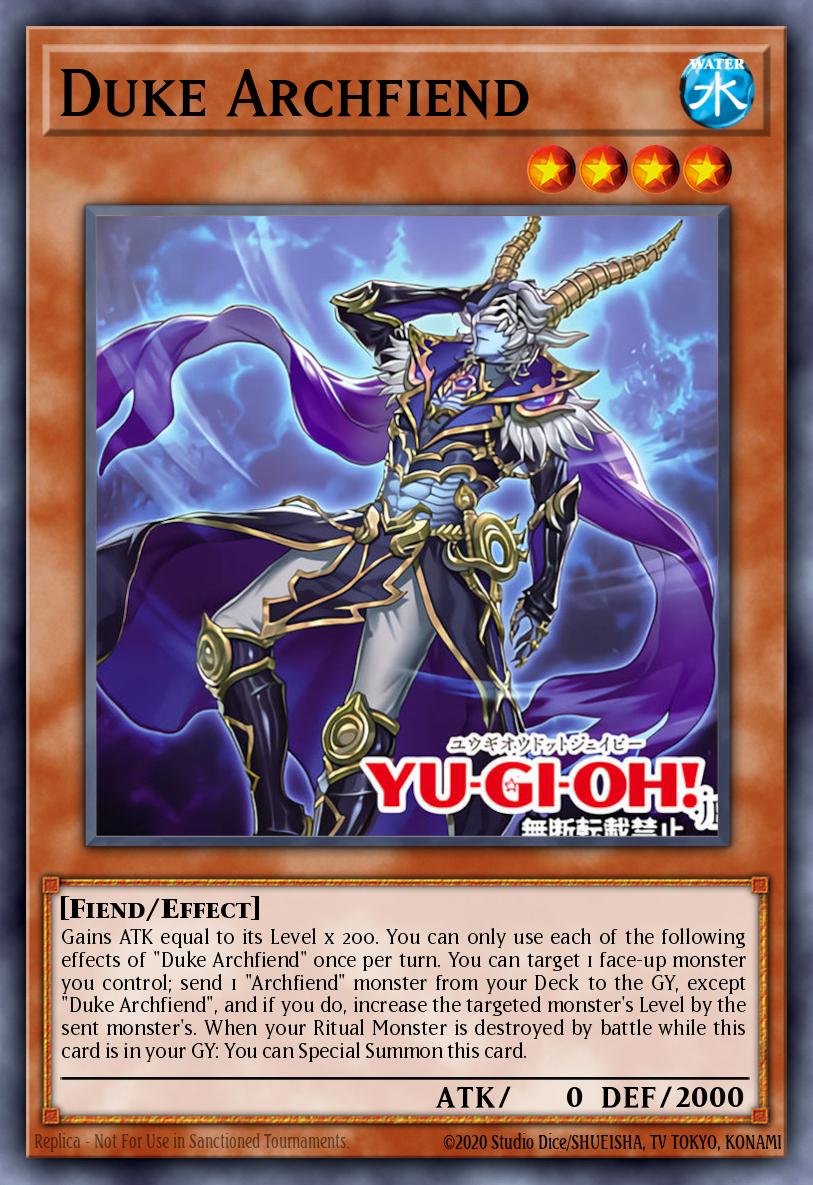 Duke Archfiend
WATER
水
ユウギオウドットジェイピー
YU-GI-OH!
無断転載禁止
[Fiend/Effect]
Gains ATK equal to its Level x 200. You can only use each of the following
effects of "Duke Archfiend" once per turn. You can target 1 face-up monster
you control; send 1 "Archfiend" monster from your Deck to the GY, except
"Duke Archfiend", and if you do, increase the targeted monster's Level by the
sent monster's. When your Ritual Monster is destroyed by battle while this
card is in your GY: You can Special Summon this card.
ATK/ 0 DEF/2000
Replica - Not For Use in Sanctioned Tournaments.
©2020 Studio Dice/SHUEISHA, TV TOKYO, KONAMI